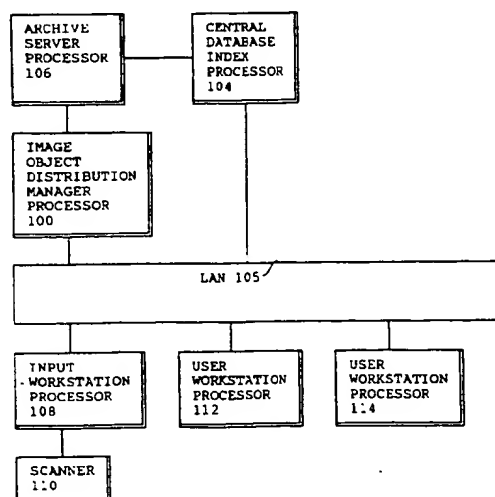 ARCHIVE
SERVER
PROCESSOR
106
CENTRAL
DATABASE
INDEX
PROCESSOR
104
IMAGE
OBJECT
DISTRIBUTION
MANAGER
PROCESSOR
100
LAN 105
INPUT
WORKSTATION
PROCESSOR
108
USER
WORKSTATION
PROCESSOR
112
USER
WORKSTATION
PROCESSOR
114
SCANNER
110